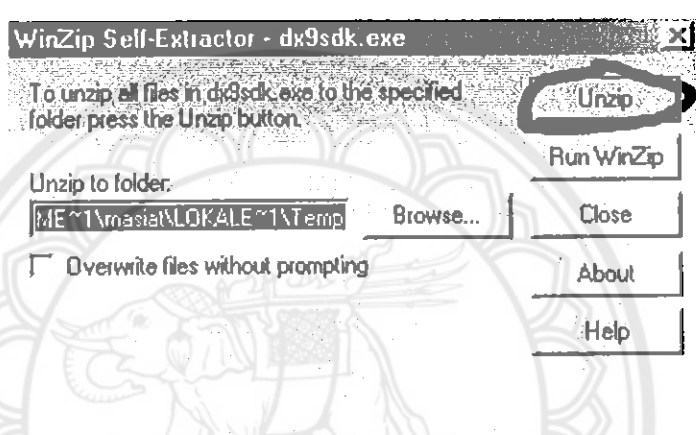 WinZip Self-Extractor - dx9sdk.exe
To unzip all files in dx9sdk.exe to the specified
folder press the Unzip button.
Unzip to folder:
ME~1\masial\LOKALE~1\Temp
Browse...
Overwrite files without prompting
Unzip
Run WinZip
Close
About
Help